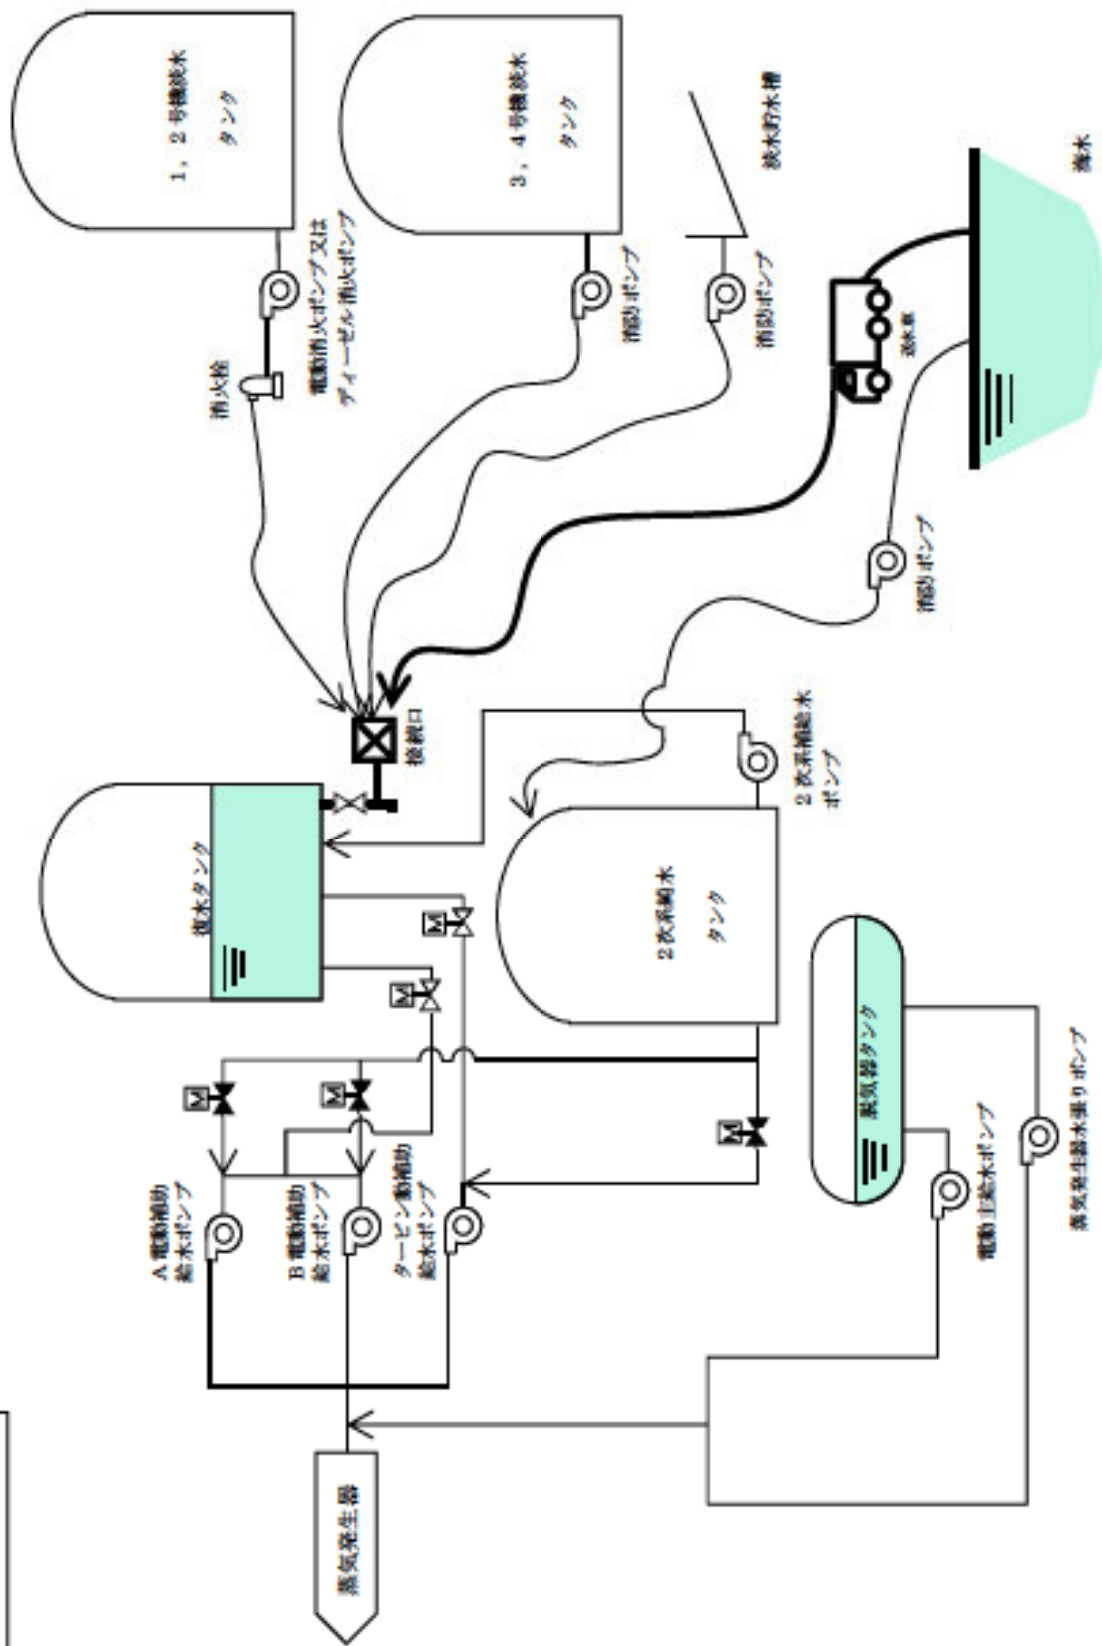 蒸気発生器
A電動補助
給水ポンプ
B電動補助
給水ポンプ
タービン動補助
給水ポンプ
M
M
M
M
M
復水タンク
接続口
消火栓
電動消火ポンプ又は
ディーゼル消火ポンプ
1，2号機淡水
タンク
消防ポンプ
3，4号機淡水
タンク
消防ポンプ
淡水貯水槽
送水車
消防ポンプ
海水
2次系純水
タンク
2次系補給水
ポンプ
脱気器タンク
電動主給水ポンプ
蒸気発生器水張りポンプ